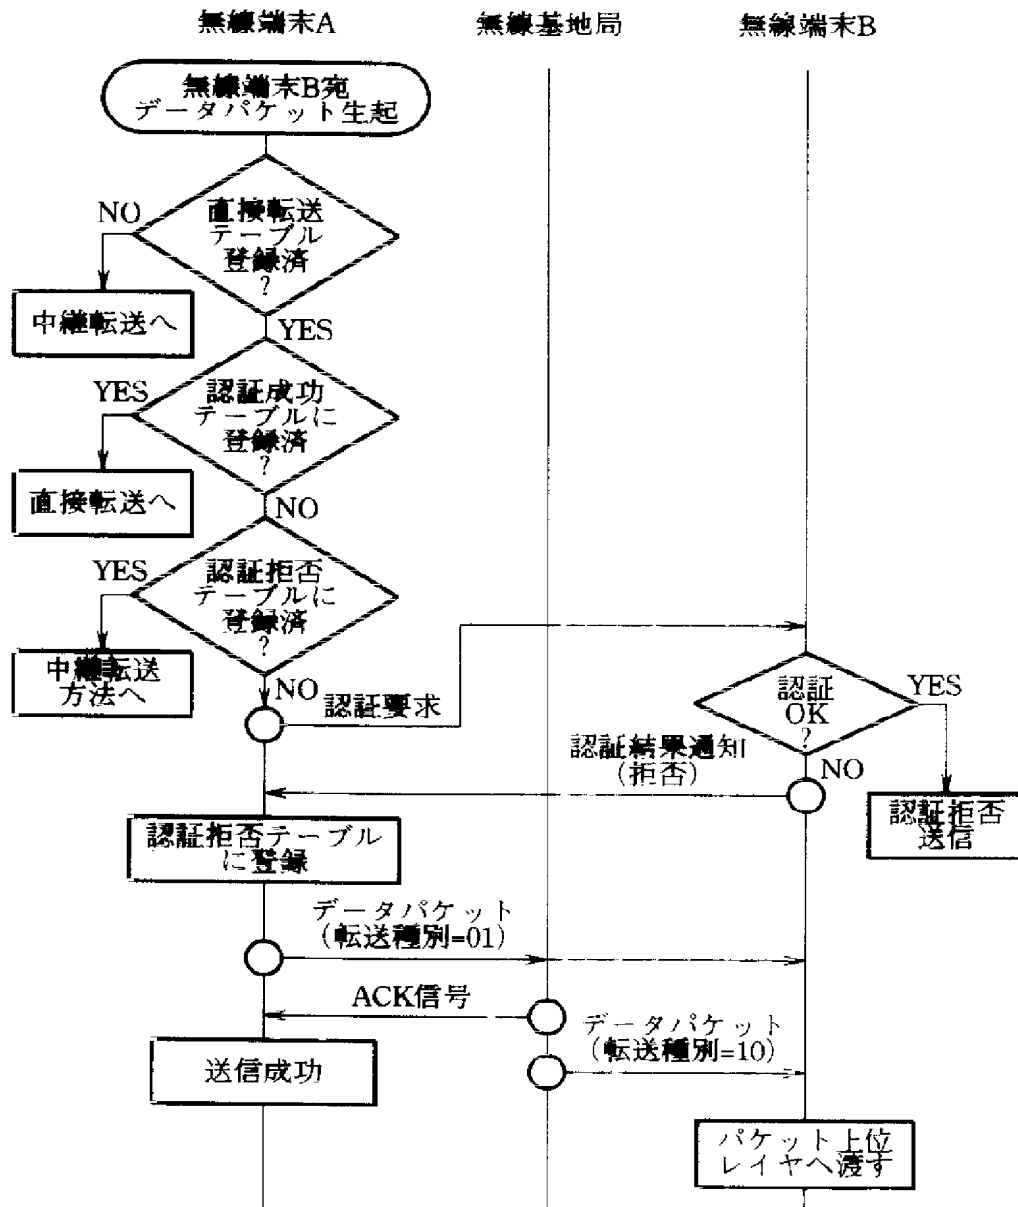 無線端末A
無線基地局
無線端末B
無線端末B宛
データパケット生起
直接転送
テーブル
登録済
?
NO
中継転送へ
YES
認証成功
テーブルに
登録済
?
YES
直接転送へ
NO
認証拒否
テーブルに
登録済
?
YES
中継転送
方法へ
NO
認証要求
認証
OK
?
YES
NO
認証結果通知
(拒否)
認証拒否
送信
認証拒否テーブル
に登録
データパケット
(転送種別=01)
ACK信号
データパケット
(転送種別=10)
送信成功
パケット上位
レイヤへ渡す